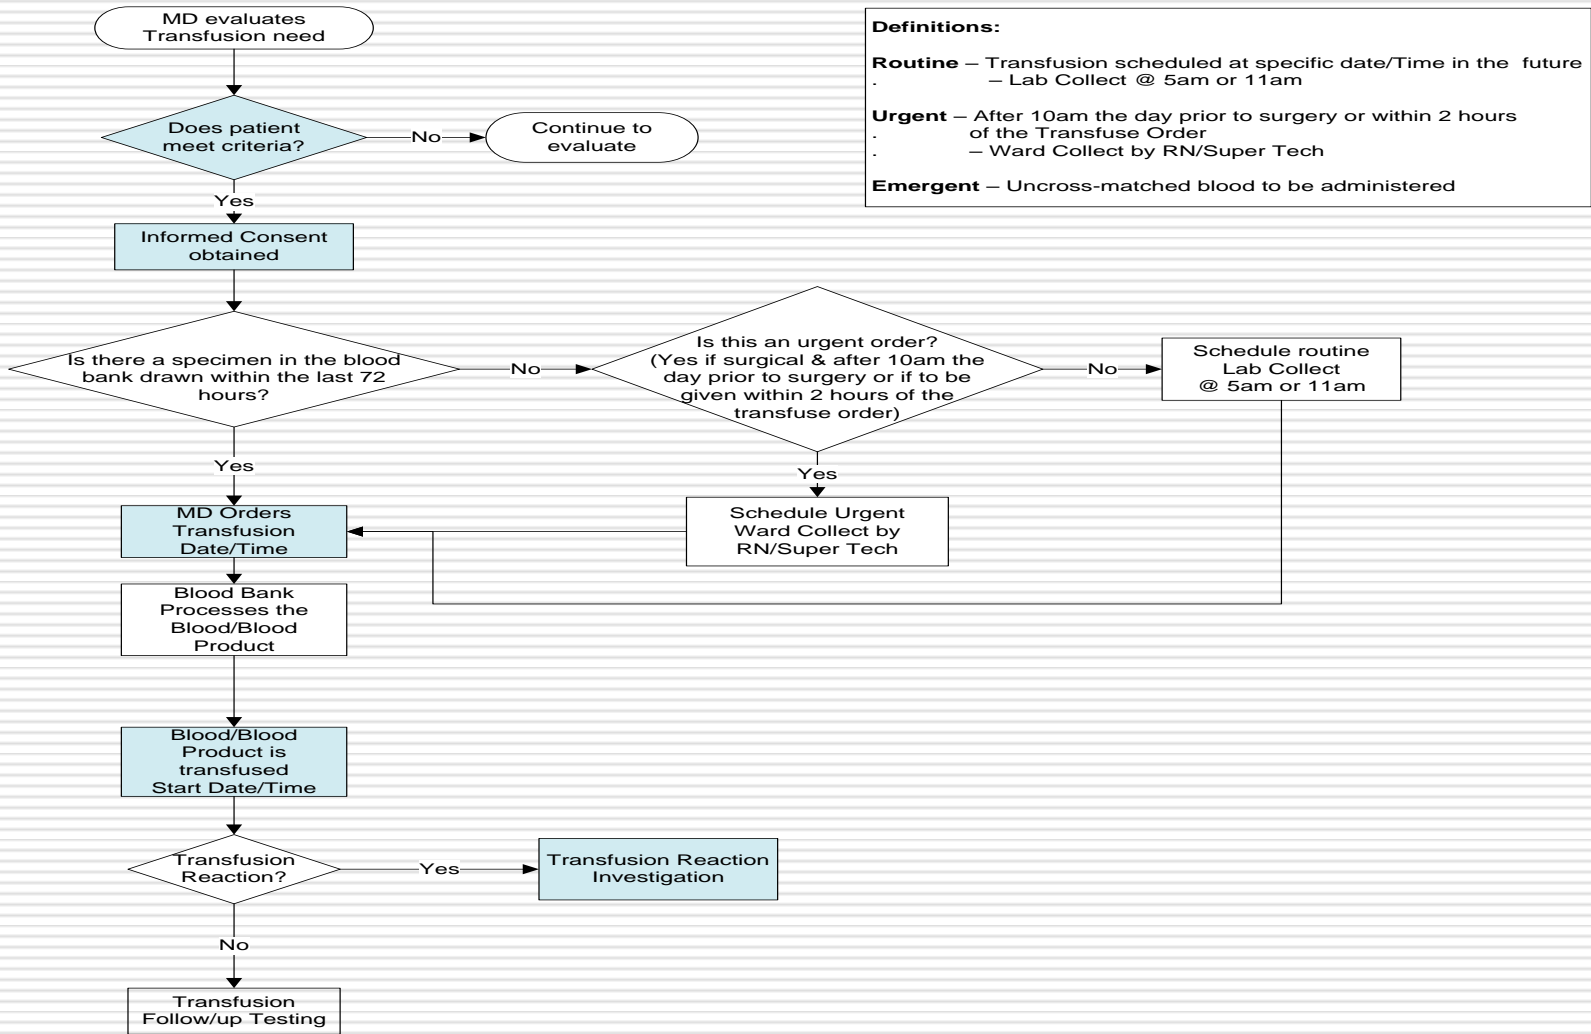 MD evaluates
Transfusion need
Definitions:
Routine – Transfusion scheduled at specific date/Time in the future
. – Lab Collect @ 5am or 11am
Urgent – After 10am the day prior to surgery or within 2 hours
. of the Transfuse Order
. – Ward Collect by RN/Super Tech
Emergent – Uncross-matched blood to be administered
Does patient
meet criteria?
No
Continue to
evaluate
Yes
Informed Consent
obtained
Is there a specimen in the blood
bank drawn within the last 72
hours?
No
Is this an urgent order?
(Yes if surgical & after 10am the
day prior to surgery or if to be
given within 2 hours of the
transfuse order)
No
Schedule routine
Lab Collect
@ 5am or 11am
Yes
Yes
MD Orders
Transfusion
Date/Time
Schedule Urgent
Ward Collect by
RN/Super Tech
Blood Bank
Processes the
Blood/Blood
Product
Blood/Blood
Product is
transfused
Start Date/Time
Transfusion
Reaction?
Yes
Transfusion Reaction
Investigation
No
Transfusion
Follow/up Testing